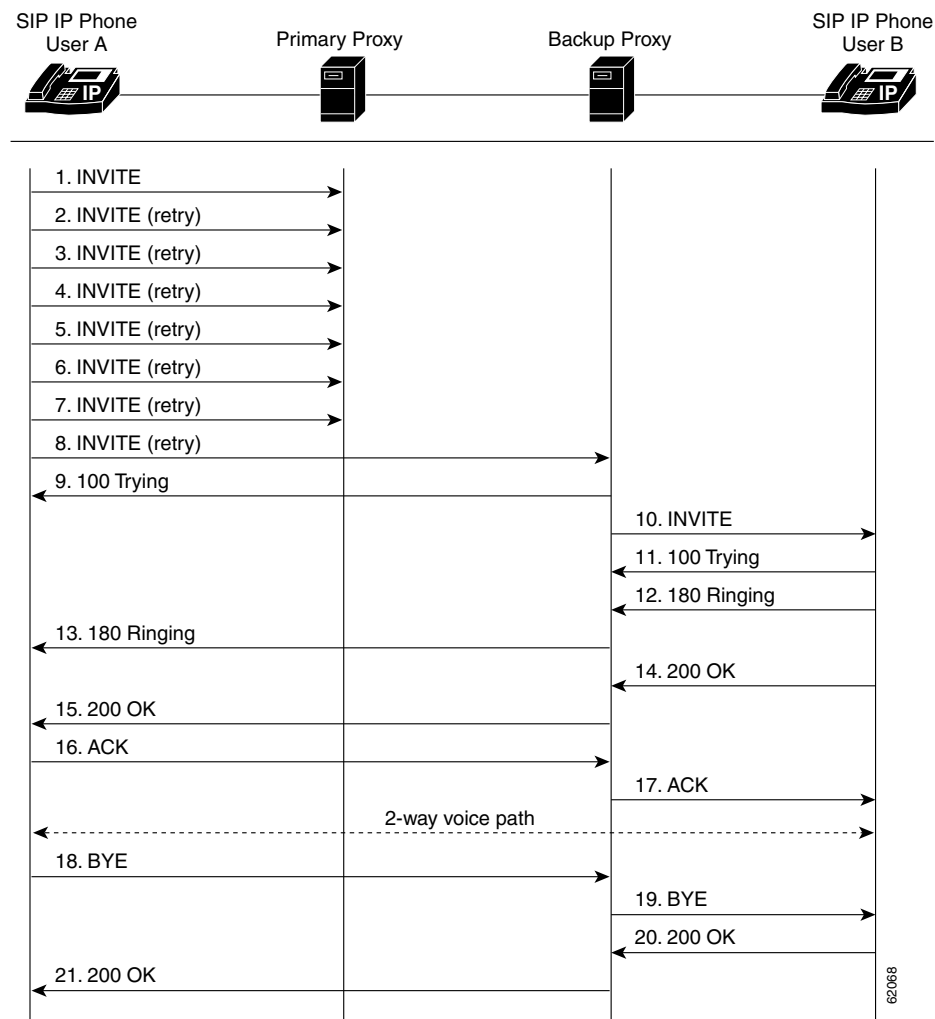 SIP IP Phone
User A
Primary Proxy
Backup Proxy
SIP IP Phone
User B
IP
IP
1. INVITE
2. INVITE (retry)
3. INVITE (retry)
4. INVITE (retry)
5. INVITE (retry)
6. INVITE (retry)
7. INVITE (retry)
8. INVITE (retry)
9. 100 Trying
10. INVITE
11. 100 Trying
12. 180 Ringing
13. 180 Ringing
14. 200 OK
15. 200 OK
16. ACK
17. ACK
2-way voice path
18. BYE
19. BYE
20. 200 OK
21. 200 OK
62068